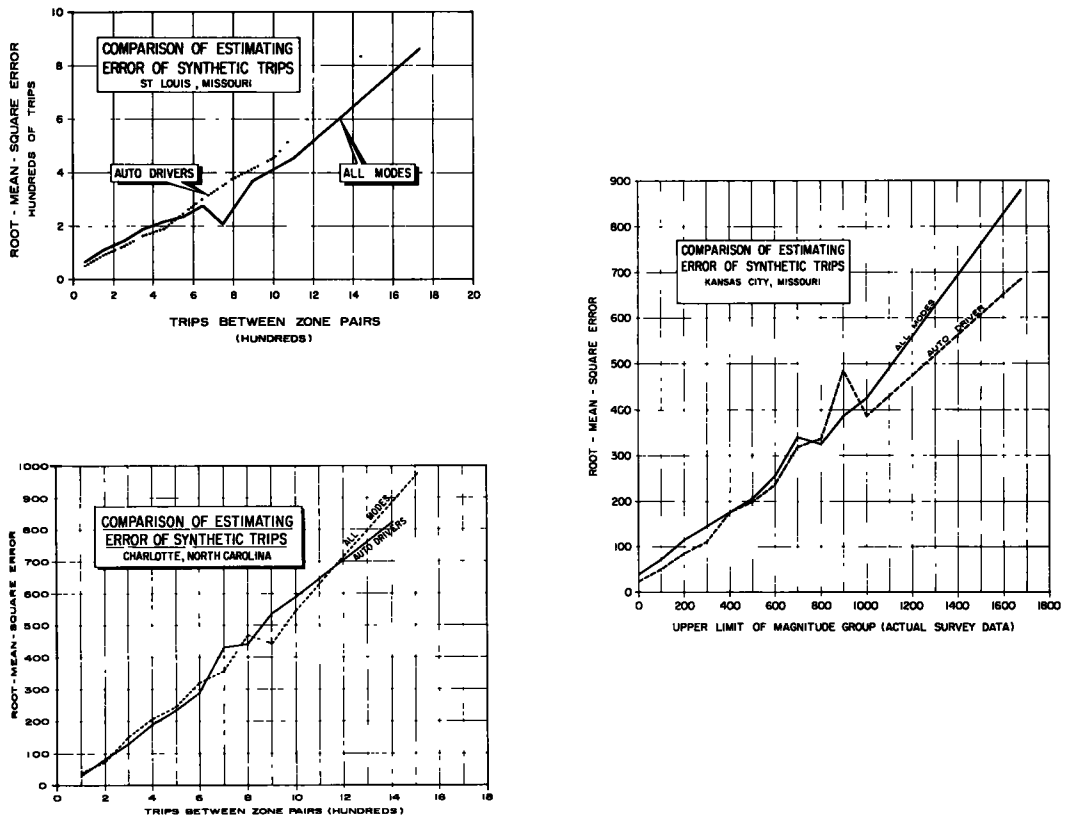 10
8
6
4
2
0
ROOT - MEAN - SQUARE ERROR
HUNDREDS OF TRIPS
COMPARISON OF ESTIMATING
ERROR OF SYNTHETIC TRIPS
ST LOUIS, MISSOURI
AUTO DRIVERS
ALL MODES
0 2 4 6 8 10 12 14 16 18 20
TRIPS BETWEEN ZONE PAIRS
(HUNDREDS)
1000
900
800
700
600
500
400
300
200
100
0
ROOT-MEAN-SQUARE ERROR
COMPARISON OF ESTIMATING
ERROR OF SYNTHETIC TRIPS
CHARLOTTE, NORTH CAROLINA
ALL MODES
AUTO DRIVERS
0 2 4 6 8 10 12 14 16 18
TRIPS BETWEEN ZONE PAIRS (HUNDREDS)
900
800
700
600
500
400
300
200
100
0
ROOT - MEAN - SQUARE ERROR
COMPARISON OF ESTIMATING
ERROR OF SYNTHETIC TRIPS
KANSAS CITY, MISSOURI
ALL MODES
AUTO DRIVER
0 200 400 600 800 1000 1200 1400 1600 1800
UPPER LIMIT OF MAGNITUDE GROUP (ACTUAL SURVEY DATA)